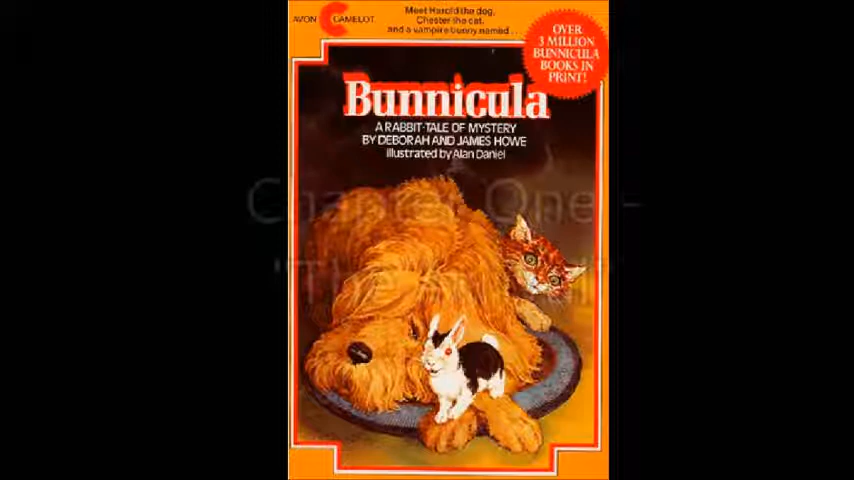 Meet Harold the dog,
Chester the cat,
and a vampire bunny named...
AVON CAMELOT
OVER
3 MILLION
BUNNICULA
BOOKS IN
PRINT!
Bunnicula
A RABBIT-TALE OF MYSTERY
BY DEBORAH AND JAMES HOWE
illustrated by Alan Daniel
Chapter One -
"The